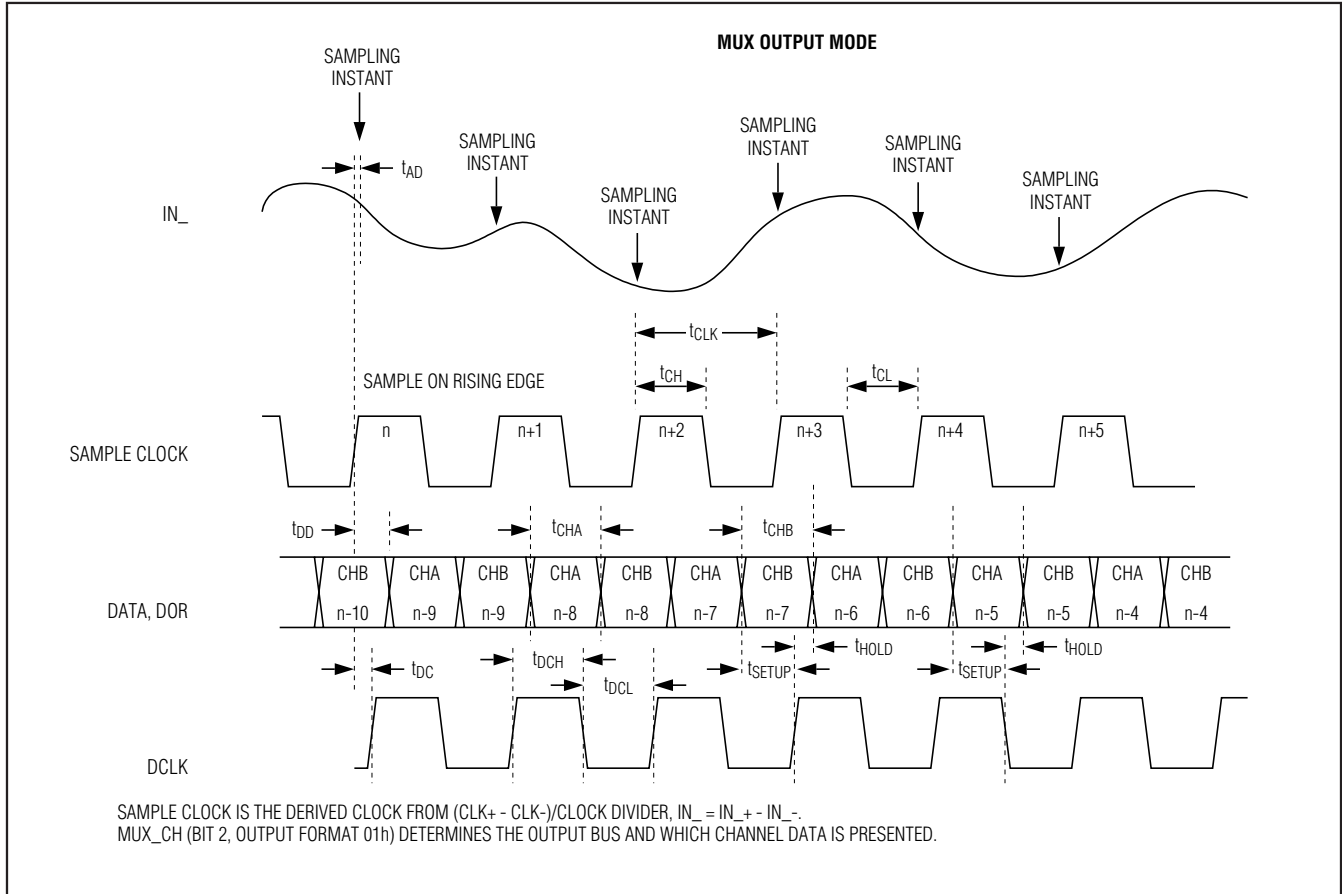 MUX OUTPUT MODE
SAMPLING
INSTANT
SAMPLING
INSTANT
SAMPLING
INSTANT
SAMPLING
INSTANT
SAMPLING
INSTANT
SAMPLING
INSTANT
tAD
IN_
tCLK
SAMPLE ON RISING EDGE
tCH
tCL
SAMPLE CLOCK
n
n+1
n+2
n+3
n+4
n+5
tDD
tCHA
tCHB
DATA, DOR
CHB CHA CHB CHA CHB CHA CHB CHA CHB CHA CHB CHA CHB
n-10 n-9 n-9 n-8 n-8 n-7 n-7 n-6 n-6 n-5 n-5 n-4 n-4
tDC
tDCH
tDCL
tSETUP
tHOLD
tSETUP
tHOLD
DCLK
SAMPLE CLOCK IS THE DERIVED CLOCK FROM (CLK+ - CLK-)/CLOCK DIVIDER, IN_ = IN_+ - IN_-.
MUX_CH (BIT 2, OUTPUT FORMAT 01h) DETERMINES THE OUTPUT BUS AND WHICH CHANNEL DATA IS PRESENTED.